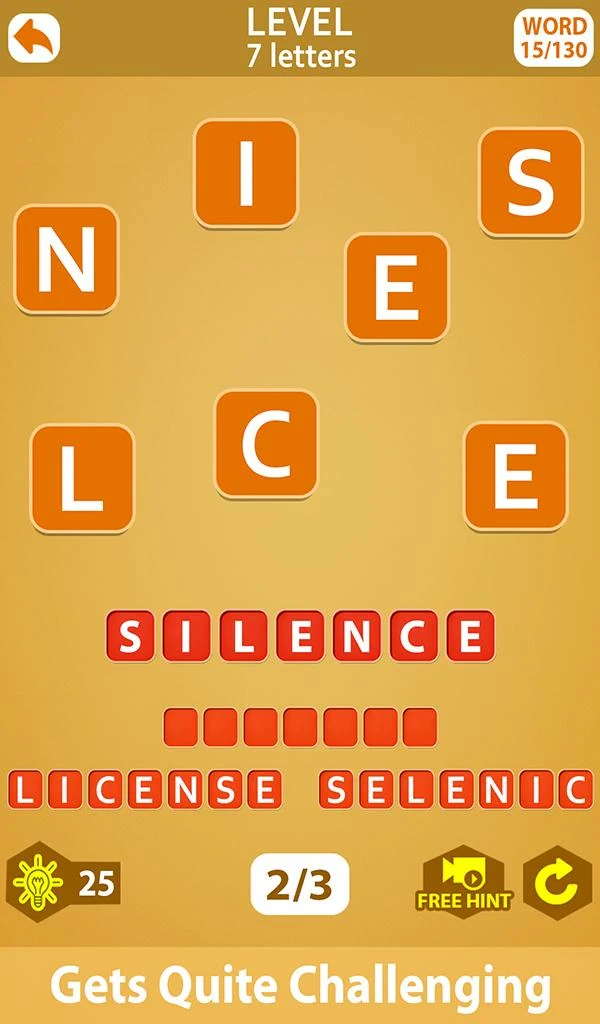 LEVEL
7 letters
WORD
15/130
I
S
N
E
C
L
E
SILENCE
LICENSE SELENIC
25
2/3
FREE HINT
Gets Quite Challenging